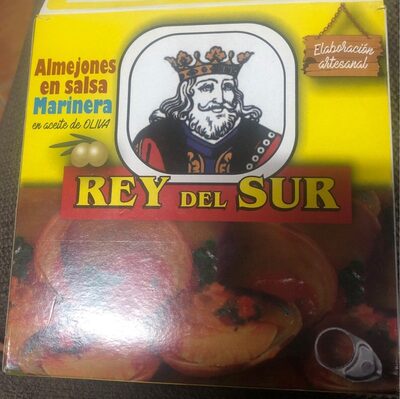 Almejones
en salsa
Marinera
en aceite de OLIVA
Elaboración
artesanal
REY DEL SUR